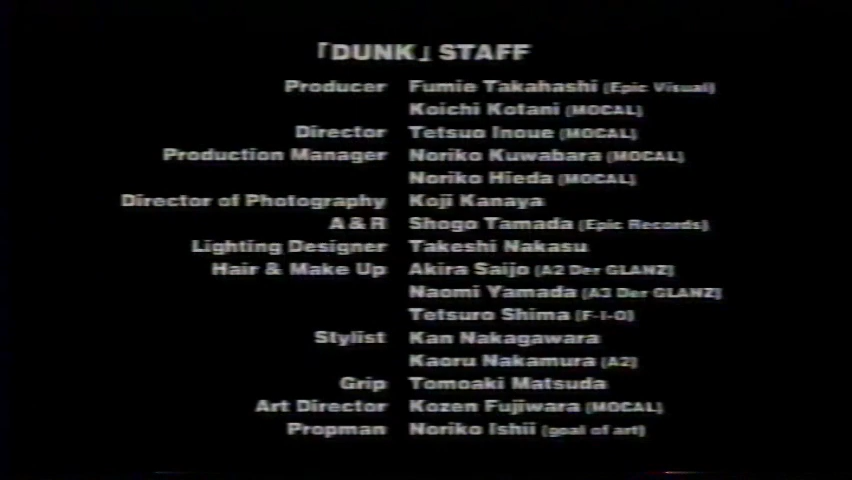 「DUNK」 STAFF
Producer Fumie Takahashi (Epic Visual)
Koichi Kotani (MOCAL)
Director Tetsuo Inoue (MOCAL)
Production Manager Noriko Kuwabara (MOCAL)
Noriko Hieda (MOCAL)
Director of Photography Koji Kanaya
A & R Shogo Tamada (Epic Records)
Lighting Designer Takeshi Nakasu
Hair & Make Up Akira Saijo (A2 Der GLANZ)
Naomi Yamada (A3 Der GLANZ)
Tetsuro Shima (F-I-O)
Stylist Kan Nakagawara
Kaoru Nakamura (A2)
Grip Tomoaki Matsuda
Art Director Kozen Fujiwara (MOCAL)
Propman Noriko Ishii (goal of art)